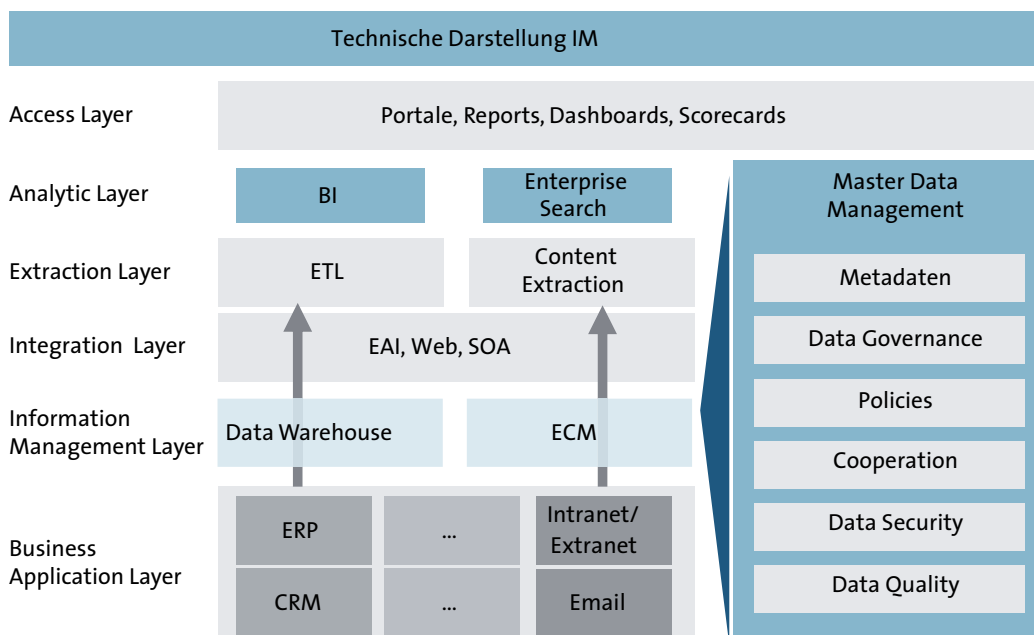 Technische Darstellung IM
Access Layer
Portale, Reports, Dashboards, Scorecards
Analytic Layer
BI
Enterprise
Search
Extraction Layer
ETL
Content
Extraction
Integration Layer
EAI, Web, SOA
Information
Management Layer
Data Warehouse
ECM
Business
Application Layer
ERP
...
Intranet/
Extranet
CRM
...
Email
Master Data
Management
Metadaten
Data Governance
Policies
Cooperation
Data Security
Data Quality